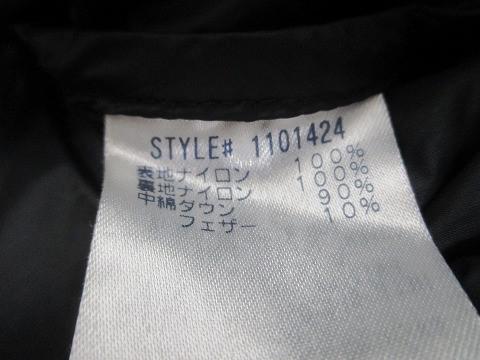 STYLE# 1101424
表地ナイロン 100%
裏地ナイロン 100%
中綿ダウン 90%
フェザー 10%